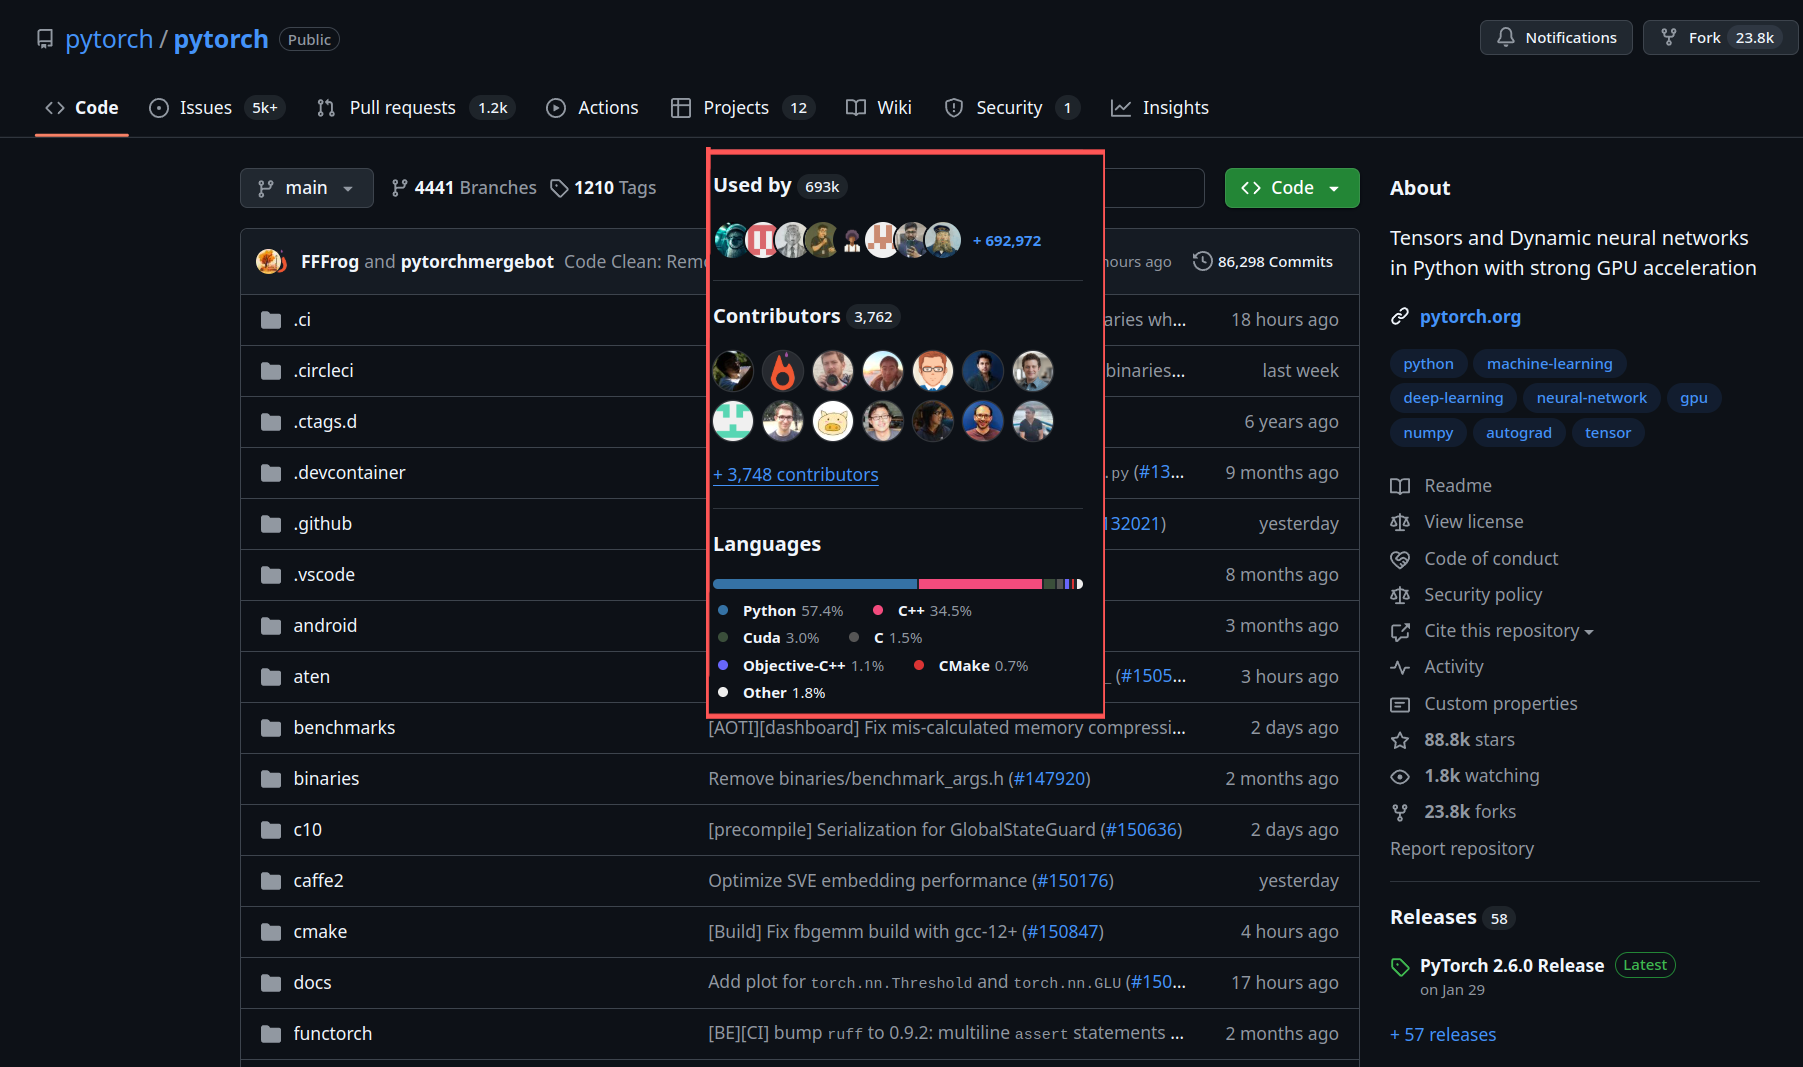 pytorch / pytorch Public
Notifications
Fork 23.8k
Code
Issues 5k+
Pull requests 1.2k
Actions
Projects 12
Wiki
Security 1
Insights
main
4441 Branches
1210 Tags
Code
FFFrog and pytorchmergebot Code Clean: Rem
hours ago
86,298 Commits
.ci
aries wh...
18 hours ago
.circleci
binaries...
last week
.ctags.d
6 years ago
.devcontainer
.py (#13...
9 months ago
.github
132021)
yesterday
.vscode
8 months ago
android
3 months ago
aten
_ (#1505...
3 hours ago
benchmarks
[AOTI][dashboard] Fix mis-calculated memory compressi...
2 days ago
binaries
Remove binaries/benchmark_args.h (#147920)
2 months ago
c10
[precompile] Serialization for GlobalStateGuard (#150636)
2 days ago
caffe2
Optimize SVE embedding performance (#150176)
yesterday
cmake
[Build] Fix fbgemm build with gcc-12+ (#150847)
4 hours ago
docs
Add plot for torch.nn.Threshold and torch.nn.GLU (#150...
17 hours ago
functorch
[BE][CI] bump ruff to 0.9.2: multiline assert statements ...
2 months ago
Used by 693k
+ 692,972
Contributors 3,762
+ 3,748 contributors
Languages
Python 57.4%
C++ 34.5%
Cuda 3.0%
C 1.5%
Objective-C++ 1.1%
CMake 0.7%
Other 1.8%
About
Tensors and Dynamic neural networks
in Python with strong GPU acceleration
pytorch.org
python
machine-learning
deep-learning
neural-network
gpu
numpy
autograd
tensor
Readme
View license
Code of conduct
Security policy
Cite this repository
Activity
Custom properties
88.8k stars
1.8k watching
23.8k forks
Report repository
Releases 58
PyTorch 2.6.0 Release Latest
on Jan 29
+ 57 releases